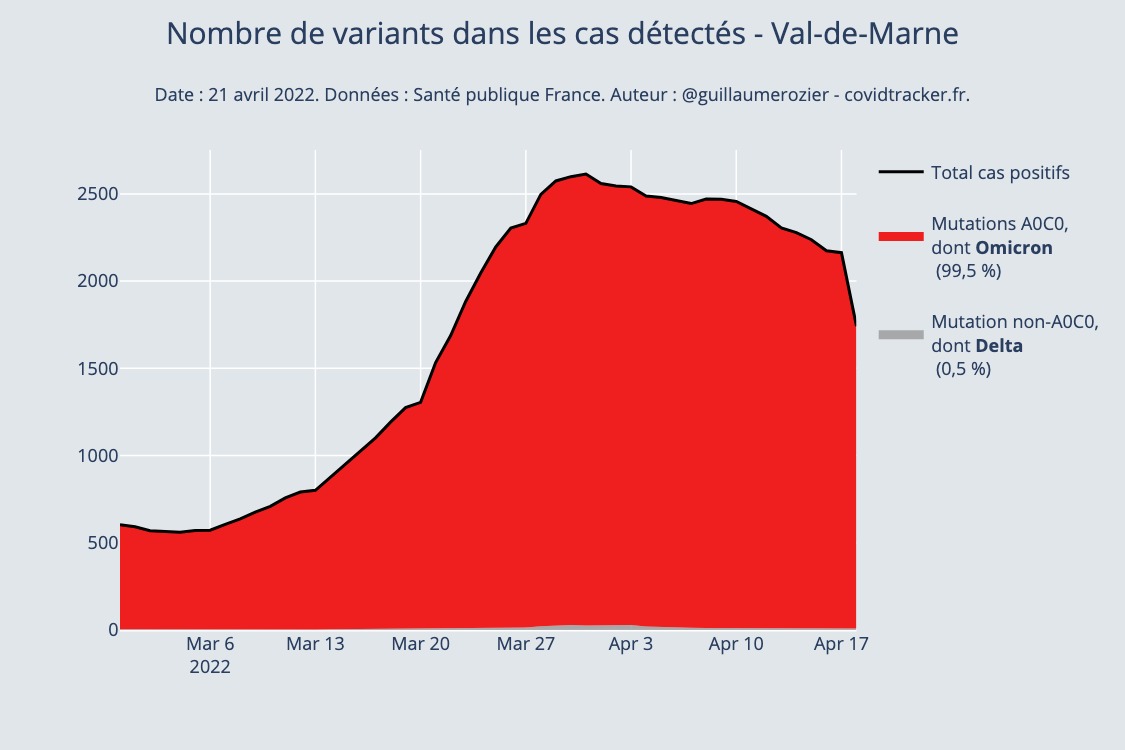 Nombre de variants dans les cas détectés - Val-de-Marne
Date : 21 avril 2022. Données : Santé publique France. Auteur : @guillaumerozier - covidtracker.fr.
2500
2000
1500
1000
500
0
Mar 6
2022
Mar 13
Mar 20
Mar 27
Apr 3
Apr 10
Apr 17
Total cas positifs
Mutations A0C0,
dont Omicron
(99,5 %)
Mutation non-A0C0,
dont Delta
(0,5 %)